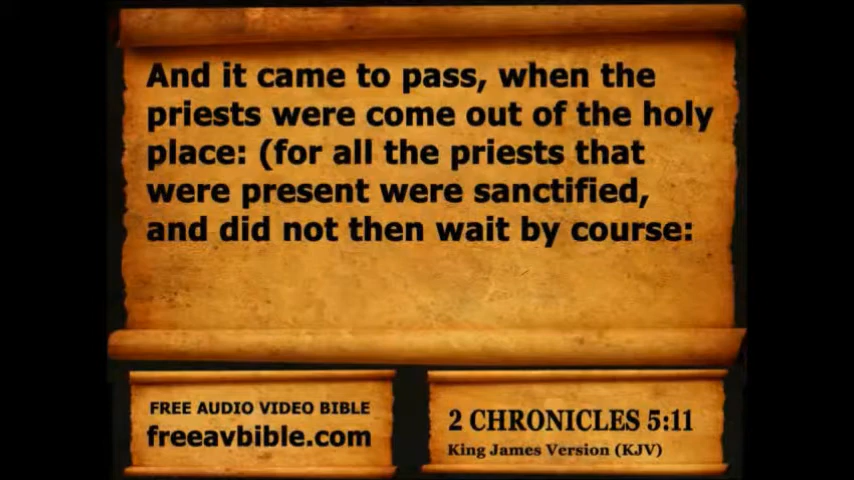 And it came to pass, when the
priests were come out of the holy
place: (for all the priests that
were present were sanctified,
and did not then wait by course:
FREE AUDIO VIDEO BIBLE
freeavbible.com
2 CHRONICLES 5:11
King James Version (KJV)